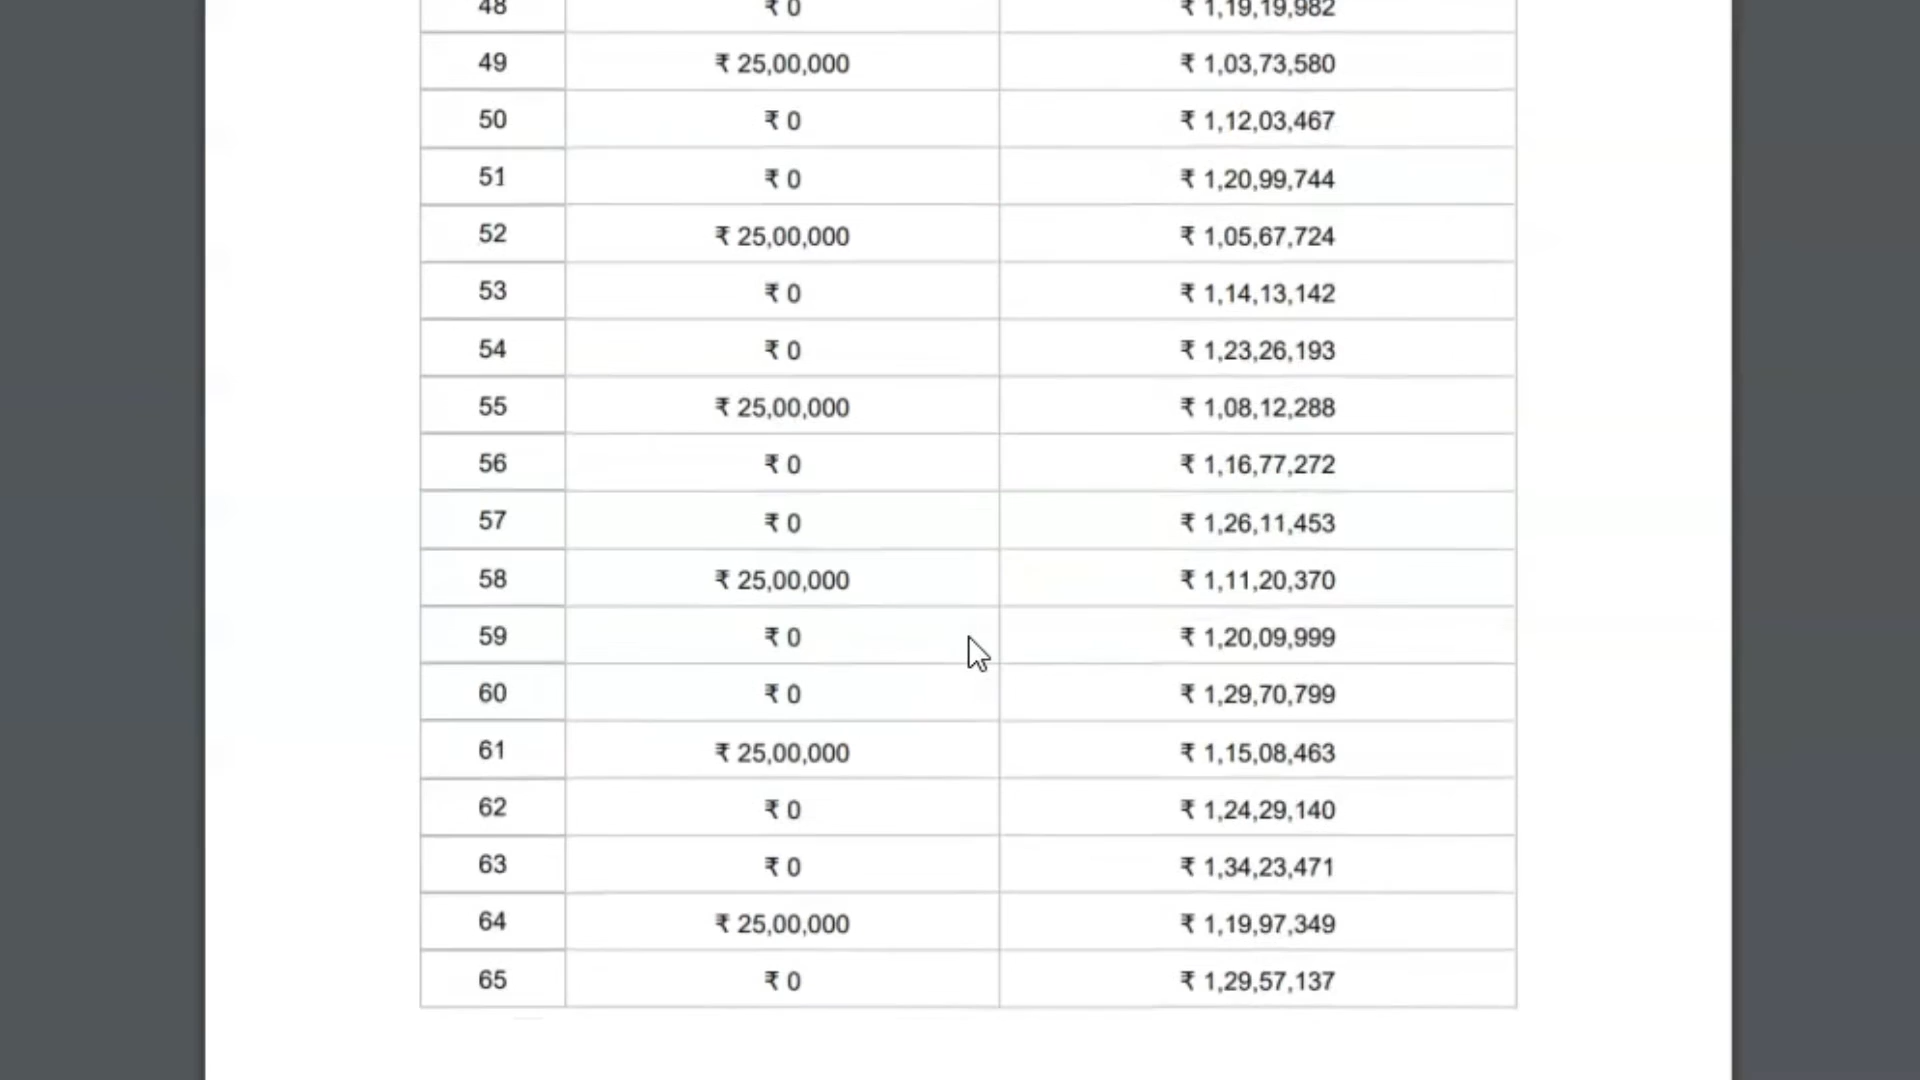 48 ₹ 0 ₹ 1,19,19,982
49 ₹ 25,00,000 ₹ 1,03,73,580
50 ₹ 0 ₹ 1,12,03,467
51 ₹ 0 ₹ 1,20,99,744
52 ₹ 25,00,000 ₹ 1,05,67,724
53 ₹ 0 ₹ 1,14,13,142
54 ₹ 0 ₹ 1,23,26,193
55 ₹ 25,00,000 ₹ 1,08,12,288
56 ₹ 0 ₹ 1,16,77,272
57 ₹ 0 ₹ 1,26,11,453
58 ₹ 25,00,000 ₹ 1,11,20,370
59 ₹ 0 ₹ 1,20,09,999
60 ₹ 0 ₹ 1,29,70,799
61 ₹ 25,00,000 ₹ 1,15,08,463
62 ₹ 0 ₹ 1,24,29,140
63 ₹ 0 ₹ 1,34,23,471
64 ₹ 25,00,000 ₹ 1,19,97,349
65 ₹ 0 ₹ 1,29,57,137